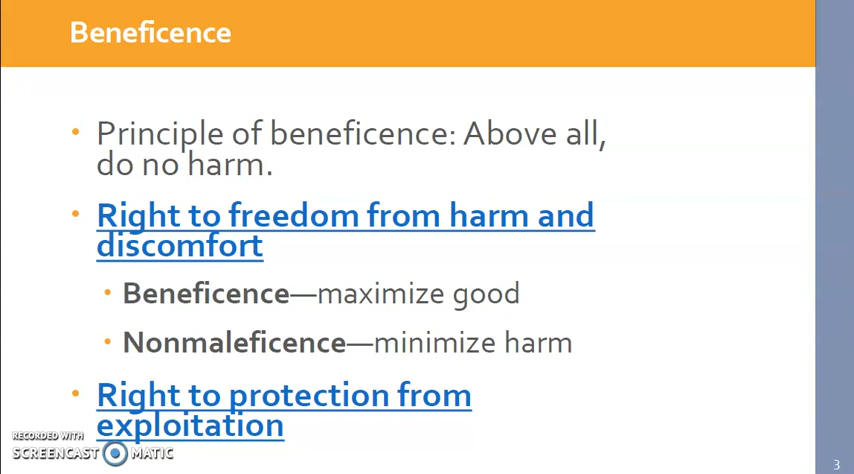 Beneficence
• Principle of beneficence: Above all,
do no harm.
• Right to freedom from harm and
discomfort
• Beneficence—maximize good
• Nonmaleficence—minimize harm
• Right to protection from
exploitation
RECORDED WITH
SCREENCAST MATIC
3